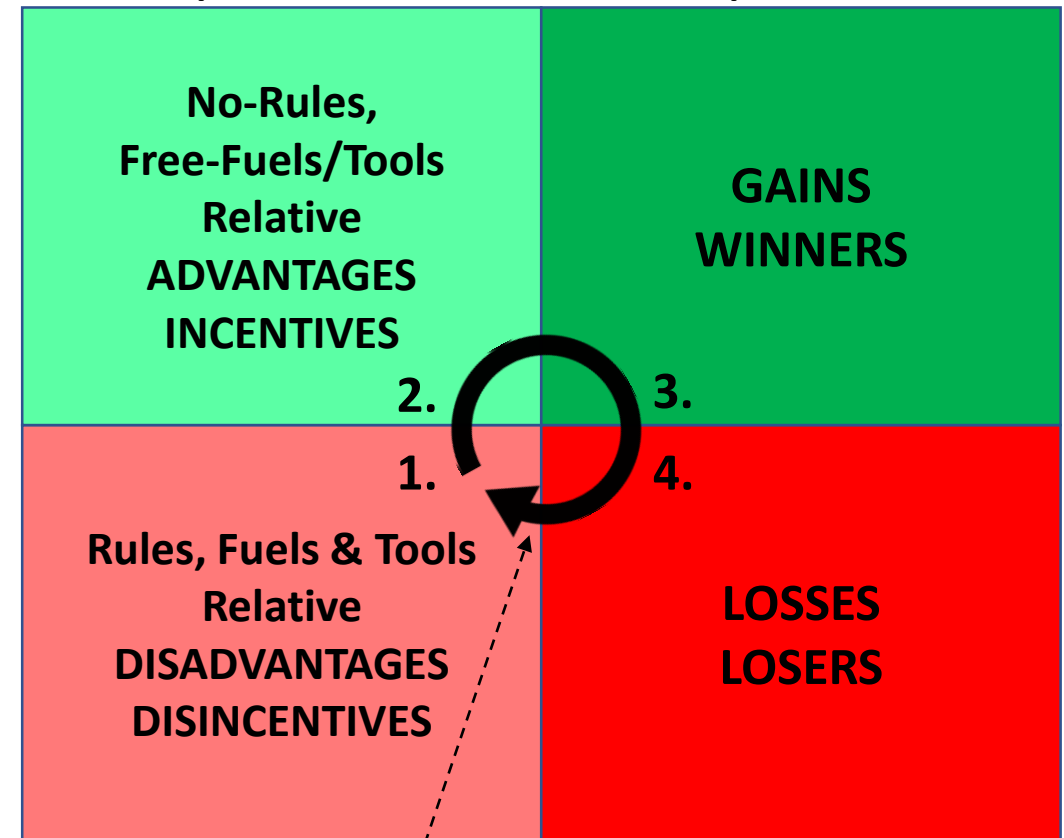 No-Rules,
Free-Fuels/Tools
Relative
ADVANTAGES
INCENTIVES
2.
GAINS
WINNERS
3.
1.
Rules, Fuels & Tools
Relative
DISADVANTAGES
DISINCENTIVES
4.
LOSSES
LOSERS